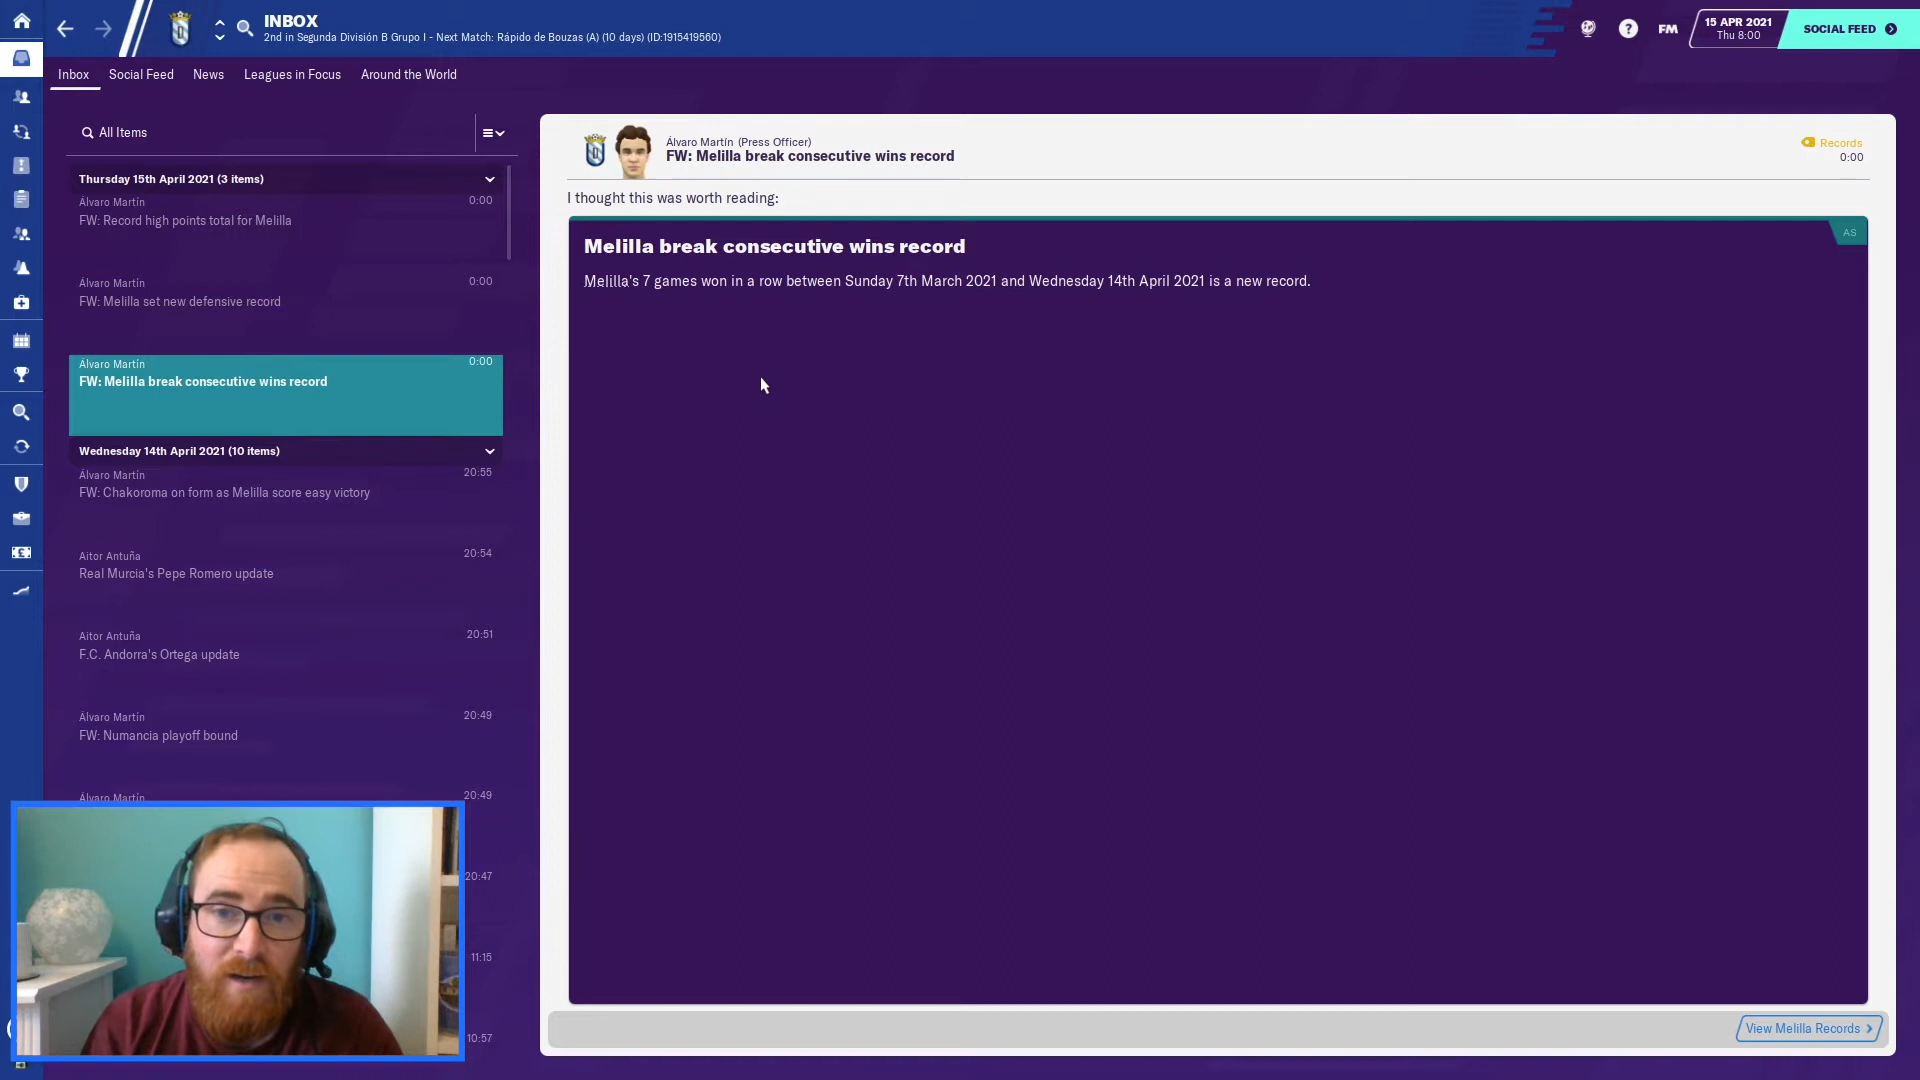 INBOX
2nd in Segunda División B Grupo I - Next Match: Rápido de Bouzas (A) (10 days) (ID:1915419560)
FM
15 APR 2021
Thu 8:00
SOCIAL FEED
Inbox
Social Feed
News
Leagues in Focus
Around the World
All Items
Thursday 15th April 2021 (3 items)
Álvaro Martín
0:00
FW: Record high points total for Melilla
Álvaro Martín
0:00
FW: Melilla set new defensive record
Álvaro Martín
0:00
FW: Melilla break consecutive wins record
Wednesday 14th April 2021 (10 items)
Álvaro Martín
20:55
FW: Chakoroma on form as Melilla score easy victory
Aitor Antuña
20:54
Real Murcia's Pepe Romero update
Aitor Antuña
20:51
F.C. Andorra's Ortega update
Álvaro Martín
20:49
FW: Numancia playoff bound
Álvaro Martín
20:49
20:47
11:15
10:57
Álvaro Martín (Press Officer)
FW: Melilla break consecutive wins record
Records
0:00
I thought this was worth reading:
AS
Melilla break consecutive wins record
Melilla's 7 games won in a row between Sunday 7th March 2021 and Wednesday 14th April 2021 is a new record.
View Melilla Records